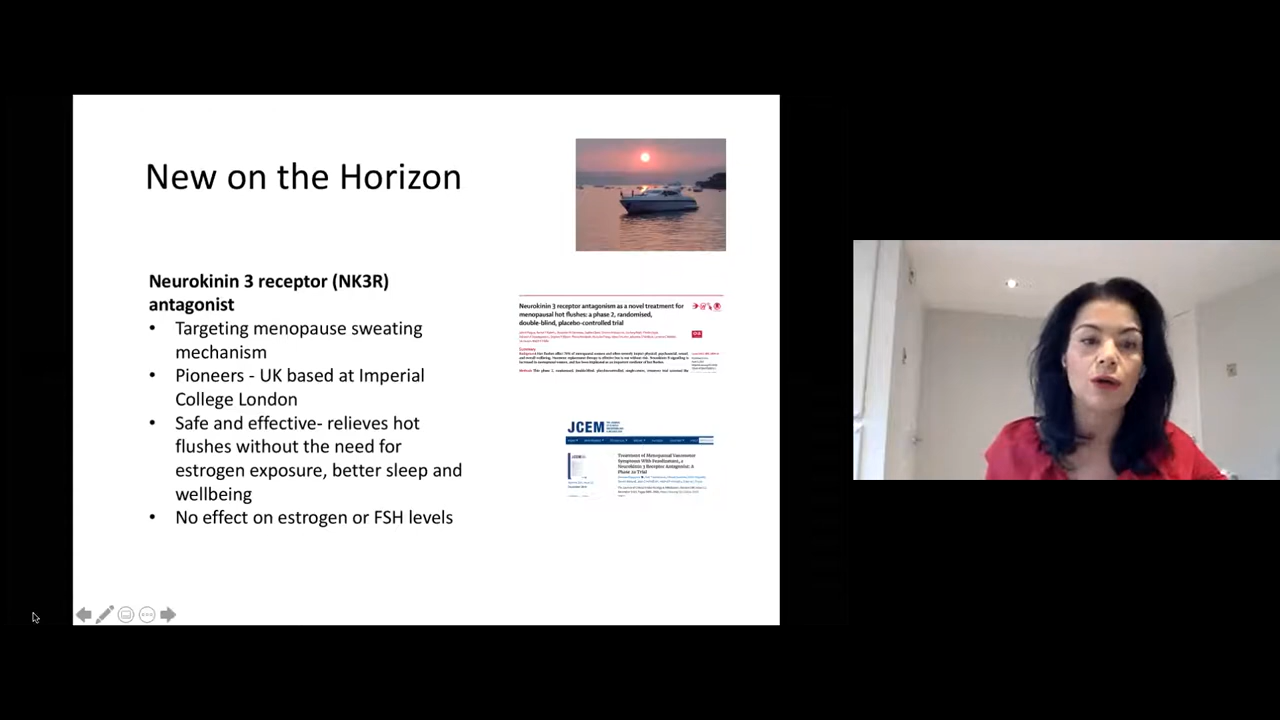 New on the Horizon
Neurokinin 3 receptor (NK3R)
antagonist
• Targeting menopause sweating
mechanism
• Pioneers - UK based at Imperial
College London
• Safe and effective- relieves hot
flushes without the need for
estrogen exposure, better sleep and
wellbeing
• No effect on estrogen or FSH levels
Neurokinin 3 receptor antagonism as a novel treatment for
menopausal hot flushes: a phase 2, randomised,
double-blind, placebo-controlled trial
Summary
JCEM
Treatment of Menopausal Vasomotor
Symptoms With Fezolinetant, a
Neurokinin 3 Receptor Antagonist: A
Phase 2a Trial